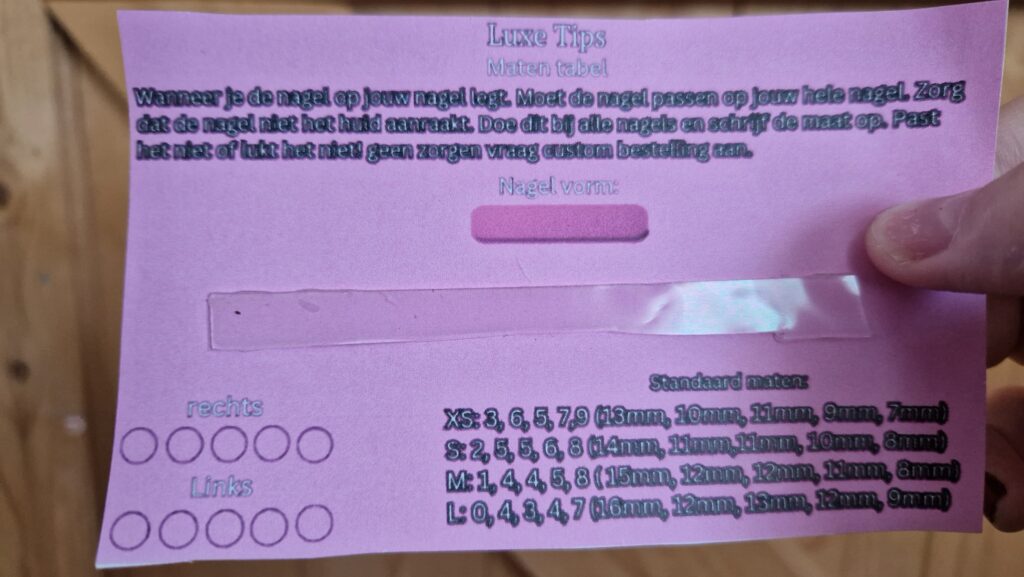 Luxe Tips
Maten tabel
Wanneer je de nagel op jouw nagel legt. Moet de nagel passen op jouw hele nagel. Zorg
dat de nagel niet het huid aanraakt. Doe dit bij alle nagels en schrijf de maat op. Past
het niet of lukt het niet! geen zorgen vraag custom bestelling aan.
Nagel vorm:
Standaard maten:
rechts
XS: 3, 6, 5, 7,9 (13mm, 10mm, 11mm, 9mm, 7mm)
S: 2, 5, 5, 6, 8 (14mm, 11mm,11mm, 10mm, 8mm)
Links
M: 1, 4, 4, 5, 8 ( 15mm, 12mm, 12mm, 11mm, 8mm)
L: 0, 4, 3, 4, 7 (16mm, 12mm, 13mm, 12mm, 9mm)